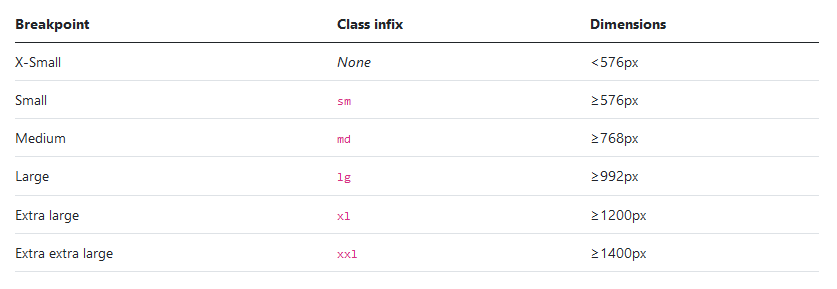 Breakpoint Class infix Dimensions
X-Small None <576px
Small sm ≥576px
Medium md ≥768px
Large lg ≥992px
Extra large xl ≥1200px
Extra extra large xxl ≥1400px